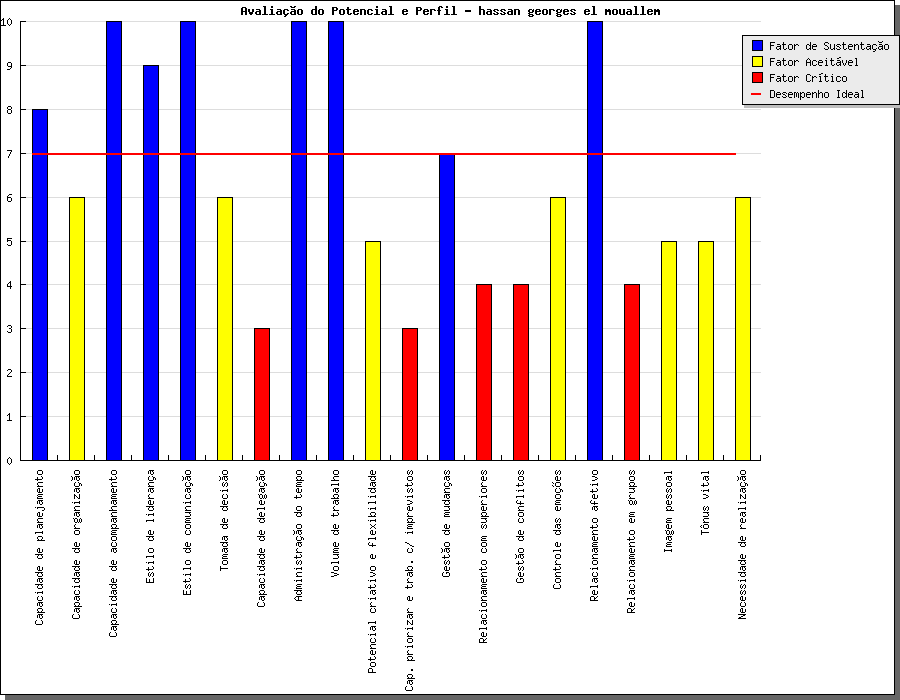 Avaliação do Potencial e Perfil - hassan georges el mouallem
Fator de Sustentação
Fator Aceitável
Fator Crítico
Desempenho Ideal
10
9
8
7
6
5
4
3
2
1
0
Capacidade de planejamento
Capacidade de organização
Capacidade de acompanhamento
Estilo de liderança
Estilo de comunicação
Tomada de decisão
Capacidade de delegação
Administração do tempo
Volume de trabalho
Potencial criativo e flexibilidade
Cap. priorizar e trab. c/ imprevistos
Gestão de mudanças
Relacionamento com superiores
Gestão de conflitos
Controle das emoções
Relacionamento afetivo
Relacionamento em grupos
Imagem pessoal
Tônus vital
Necessidade de realização